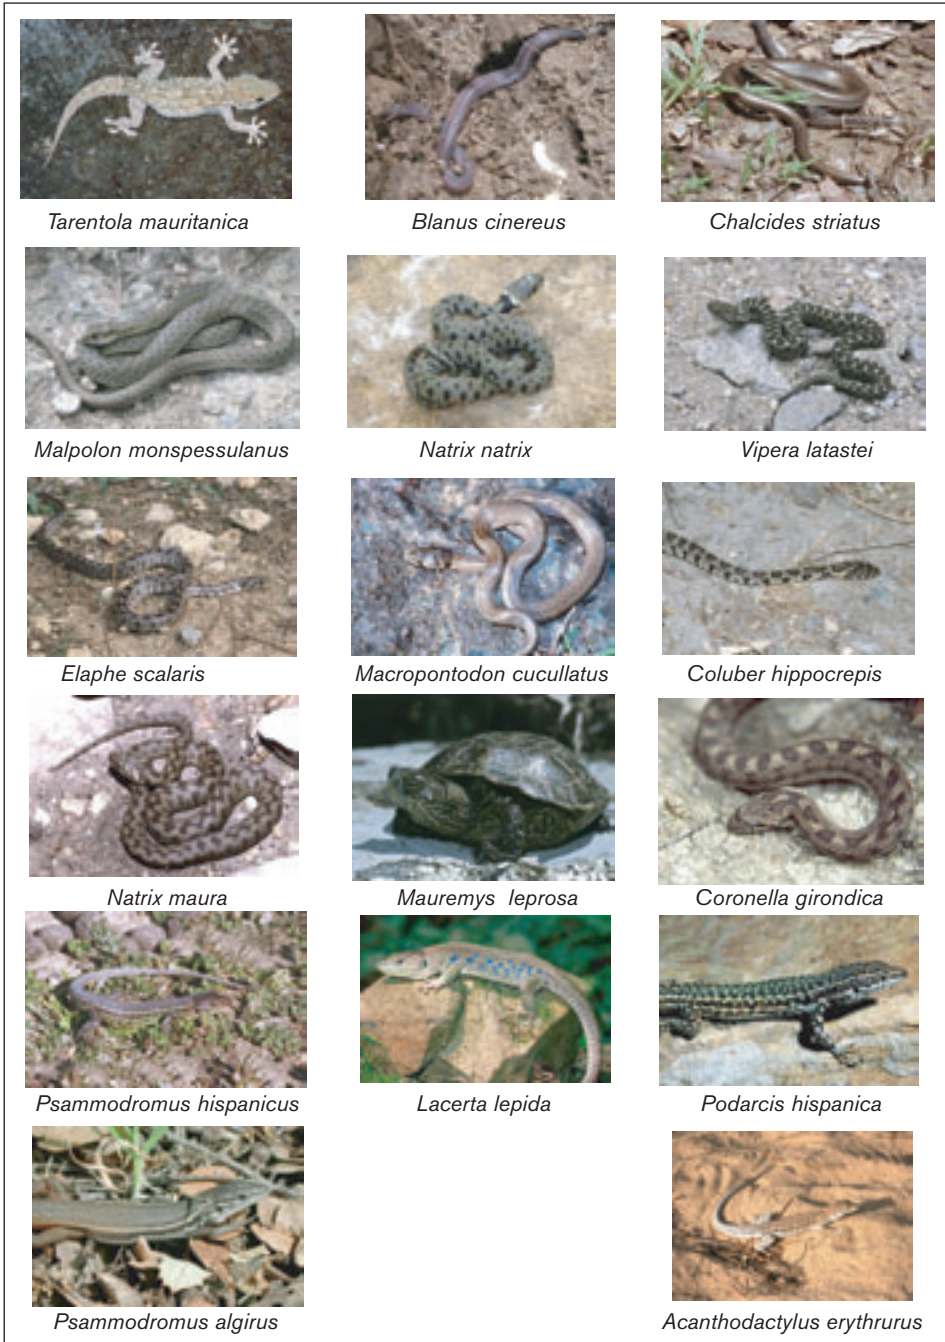 Tarentola mauritanica
Blanus cinereus
Chalcides striatus
Malpolon monspessulanus
Natrix natrix
Vipera latastei
Elaphe scalaris
Macropontodon cucullatus
Coluber hippocrepis
Natrix maura
Mauremys leprosa
Coronella girondica
Psammodromus hispanicus
Lacerta lepida
Podarcis hispanica
Psammodromus algirus
Acanthodactylus erythrurus